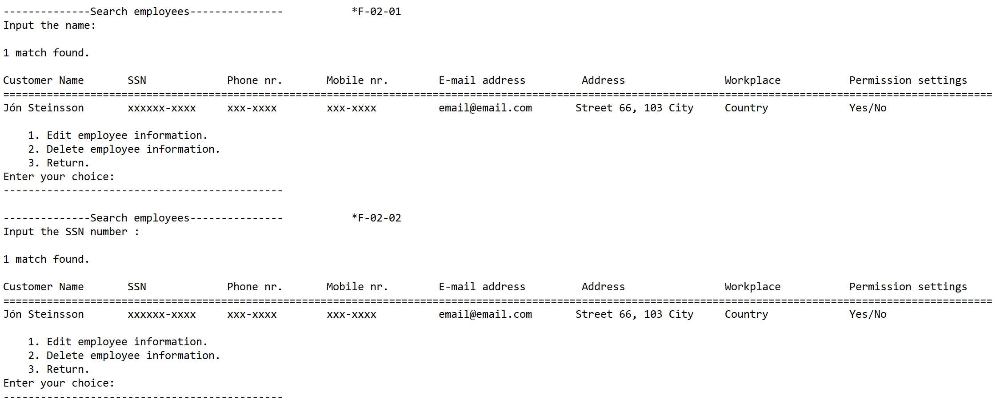 --------------Search employees---------------           *F-02-01
Input the name:
1 match found.
Customer Name       SSN             Phone nr.       Mobile nr.        E-mail address         Address                Workplace           Permission settings
===============================================================================================================================================================
Jón Steinsson       xxxxxx-xxxx     xxx-xxxx        xxx-xxxx          email@email.com       Street 66, 103 City     Country             Yes/No
    1. Edit employee information.
    2. Delete employee information.
    3. Return.
Enter your choice:
---------------------------------------------
--------------Search employees---------------           *F-02-02
Input the SSN number :
1 match found.
Customer Name       SSN             Phone nr.       Mobile nr.        E-mail address         Address                Workplace           Permission settings
===============================================================================================================================================================
Jón Steinsson       xxxxxx-xxxx     xxx-xxxx        xxx-xxxx          email@email.com       Street 66, 103 City     Country             Yes/No
    1. Edit employee information.
    2. Delete employee information.
    3. Return.
Enter your choice:
---------------------------------------------